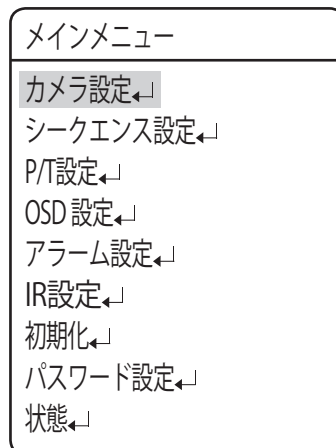 メインメニュー
カメラ設定↵
シークエンス設定↵
P/T設定↵
OSD 設定↵
アラーム設定↵
IR設定↵
初期化↵
パスワード設定↵
状態↵